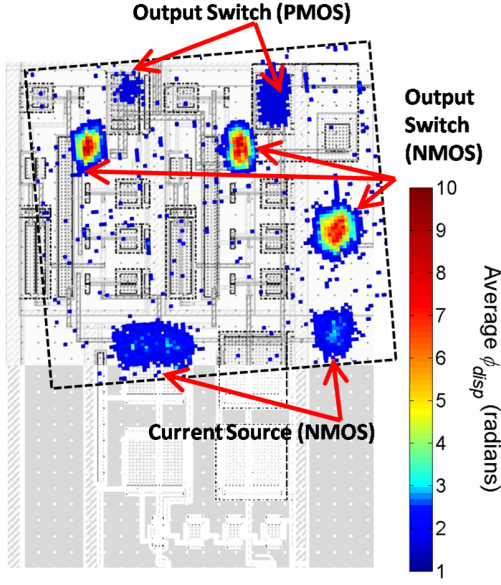 Output Switch (PMOS)
Output
Switch
(NMOS)
10
9
8
7
6
5
4
3
2
1
Average ϕdisp (radians)
Current Source (NMOS)